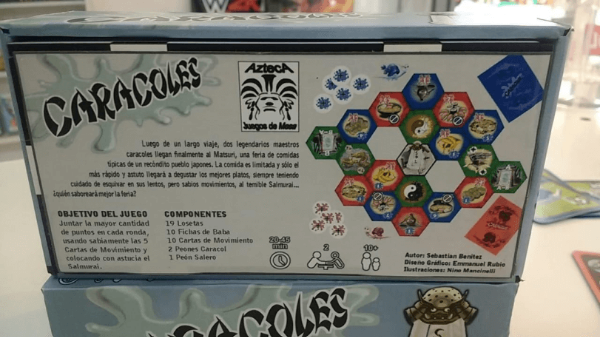 CARACOLES
AztecA
Juegos de Mesa
Luego de un largo viaje, dos legendarios maestros
caracoles llegan finalmente al Matsuri, una feria de comidas
típicas de un recóndito pueblo japones. La comida es limitada y sólo el
más rápido y astuto llegará a degustar los mejores platos, siempre teniendo
cuidado de esquivar en sus lentos, pero sabios movimientos, al temible Salmurai...
¿Quién saboreará mejor la feria?
OBJETIVO DEL JUEGO
Juntar la mayor cantidad
de puntos en cada ronda,
usando sabiamente las 5
Cartas de Movimiento y
colocando con astucia el
Salmurai.
COMPONENTES
19 Losetas
10 Fichas de Baba
10 Cartas de Movimiento
2 Peones Caracol
1 Peón Salero
20-45
min
2
10+
Autor: Sebastian Benitez
Diseño Gráfico: Emmanuel Rubio
Ilustraciones: Nino Manzinelli
CARACOLES
S